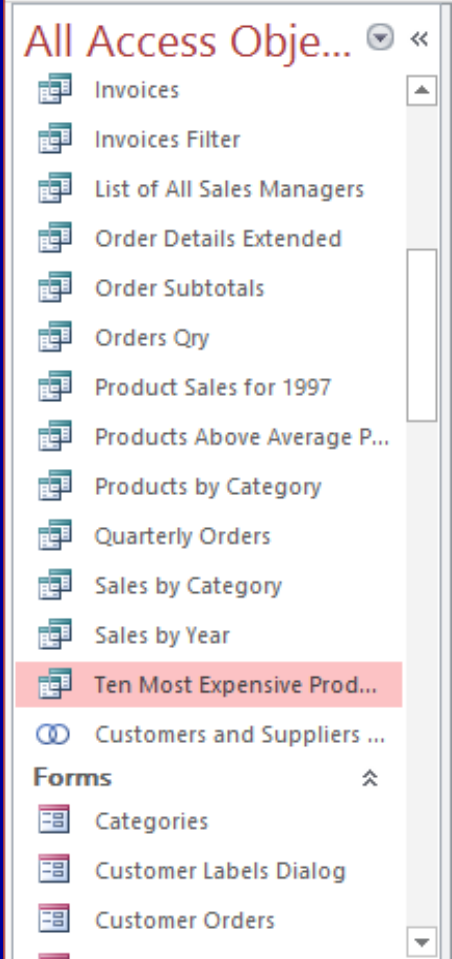 All Access Obje...
Invoices
Invoices Filter
List of All Sales Managers
Order Details Extended
Order Subtotals
Orders Qry
Product Sales for 1997
Products Above Average P...
Products by Category
Quarterly Orders
Sales by Category
Sales by Year
Ten Most Expensive Prod...
Customers and Suppliers ...
Forms
Categories
Customer Labels Dialog
Customer Orders